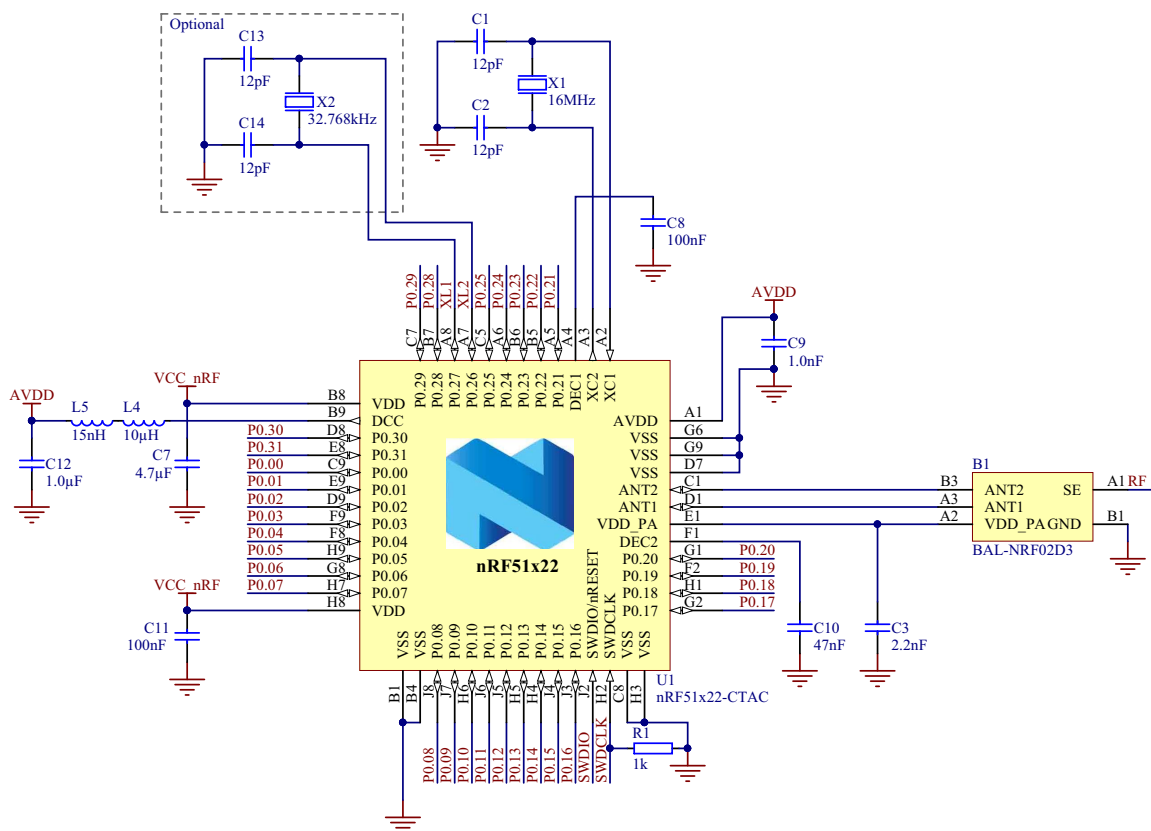 Optional
C13
12pF
X2
32.768kHz
C14
12pF
C1
12pF
X1
16MHz
C2
12pF
C8
100nF
P0.29
P0.28
XL1
XL2
P0.25
P0.24
P0.23
P0.22
P0.21
C7
B7
A8
A7
C5
A6
B6
B5
A5
A4
A3
A2
P0.29
P0.28
P0.27
P0.26
P0.25
P0.24
P0.23
P0.22
P0.21
DEC1
XC2
XC1
AVDD
C9
1.0nF
AVDD
L5
15nH
L4
10µH
VCC_nRF
C12
1.0µF
C7
4.7µF
B8 VDD
B9 DCC
P0.30 D8 P0.30
P0.31 E8 P0.31
P0.00 C9 P0.00
P0.01 E9 P0.01
P0.02 D9 P0.02
P0.03 F9 P0.03
P0.04 F8 P0.04
P0.05 H9 P0.05
P0.06 G8 P0.06
P0.07 H7 P0.07
H8 VDD
VCC_nRF
C11
100nF
nRF51x22
AVDD A1
VSS G6
VSS G9
VSS D7
ANT2 C1
ANT1 D1
VDD_PA E1
DEC2 F1
P0.20 G1 P0.20
P0.19 F2 P0.19
P0.18 H1 P0.18
P0.17 G2 P0.17
B1
B3 ANT2 SE A1 RF
A3 ANT1
A2 VDD_PA GND B1
BAL-NRF02D3
C10
47nF
C3
2.2nF
VSS
VSS
P0.08
P0.09
P0.10
P0.11
P0.12
P0.13
P0.14
P0.15
P0.16
SWDIO/nRESET
SWDCLK
VSS
VSS
B1
B4
J8
J7
H6
J6
J5
H5
H4
J4
J3
J2
H2
C8
H3
U1
nRF51x22-CTAC
P0.08
P0.09
P0.10
P0.11
P0.12
P0.13
P0.14
P0.15
P0.16
SWDIO
SWDCLK
R1
1k